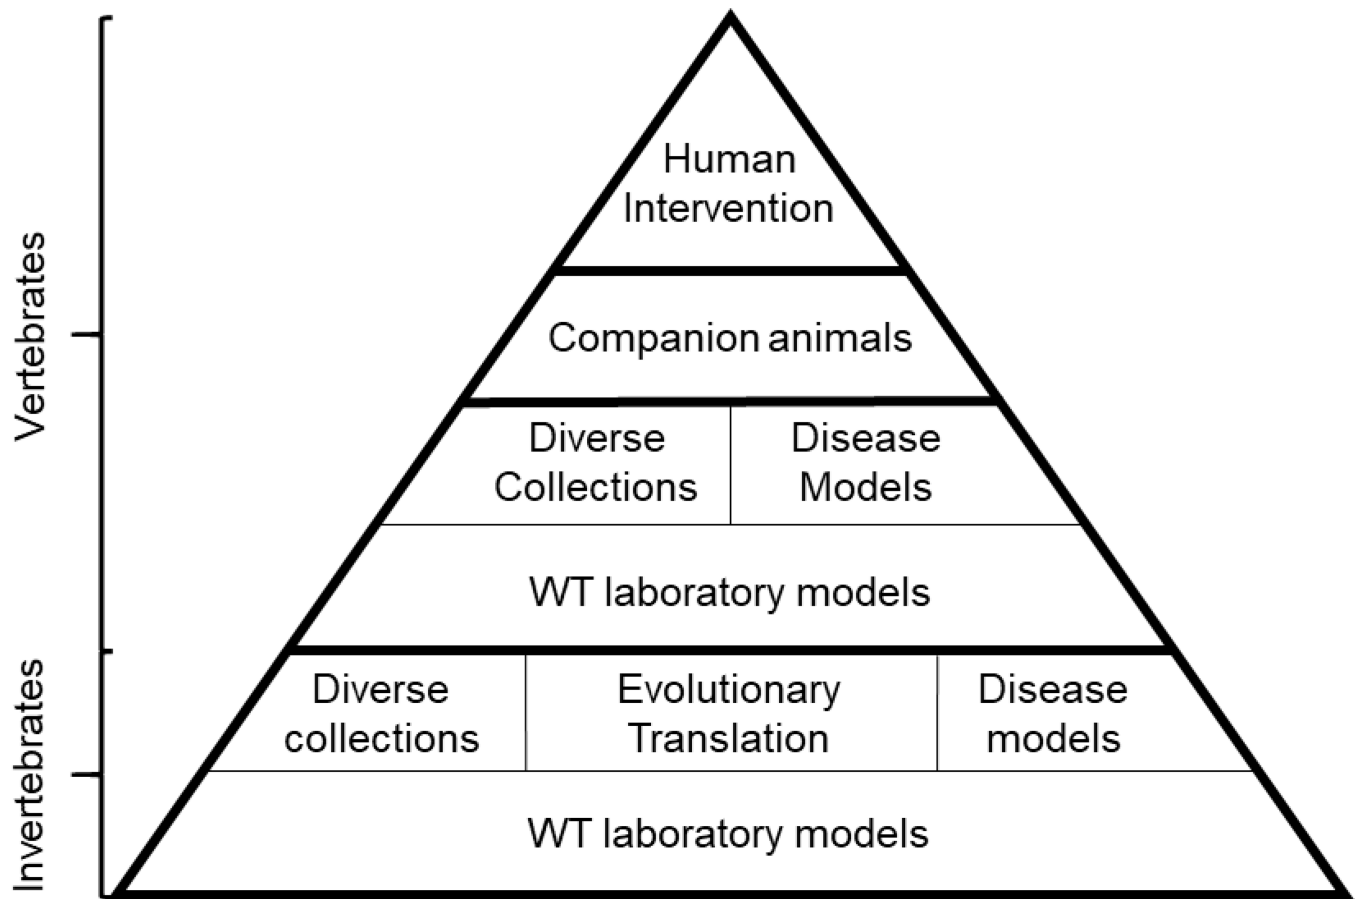 Human
Intervention
Companion animals
Diverse
Collections
Disease
Models
WT laboratory models
Diverse
collections
Evolutionary
Translation
Disease
models
WT laboratory models
Vertebrates
Invertebrates